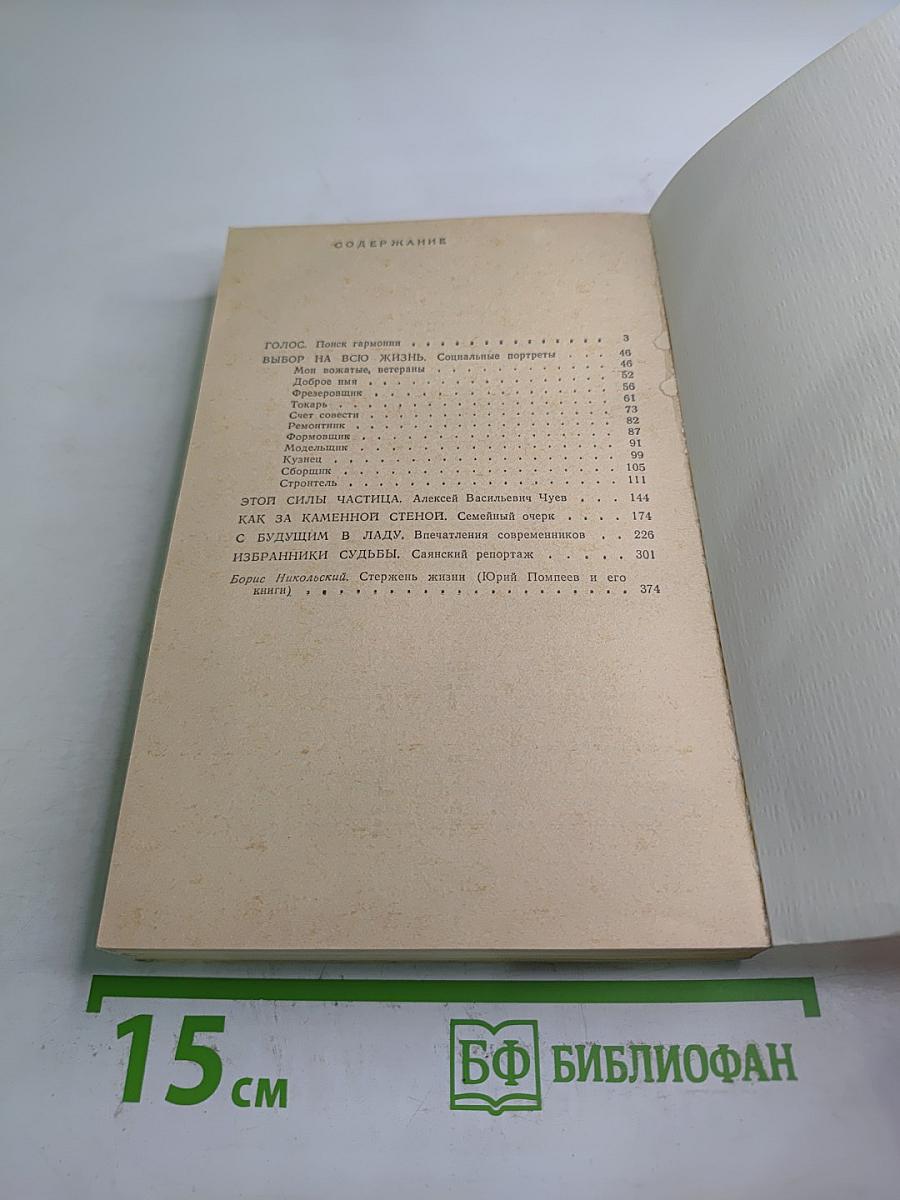 СОДЕРЖАНИЕ
ГОЛОС. Поиск гармонии . . . . . . . . . . . . . 3
ВЫБОР НА ВСЮ ЖИЗНЬ. Социальные портреты . . . 46
Мои вожатые, ветераны . . . . . . . . . . . 46
Доброе имя . . . . . . . . . . . . . . . 52
Фрезеровщик . . . . . . . . . . . . . . . 56
Токарь . . . . . . . . . . . . . . . . . 61
Счет совести . . . . . . . . . . . . . . . 73
Ремонтник . . . . . . . . . . . . . . . . 82
Формовщик . . . . . . . . . . . . . . . . 87
Модельщик . . . . . . . . . . . . . . . . 91
Кузнец . . . . . . . . . . . . . . . . . 99
Сборщик . . . . . . . . . . . . . . . . . 105
Строитель . . . . . . . . . . . . . . . . 111
ЭТОЙ СИЛЫ ЧАСТИЦА. Алексей Васильевич Чуев . . . 144
КАК ЗА КАМЕННОЙ СТЕНОЙ. Семейный очерк . . . . 174
С БУДУЩИМ В ЛАДУ. Впечатления современников . . 226
ИЗБРАННИКИ СУДЬБЫ. Саянский репортаж . . . . . 301
Борис Никольский. Стержень жизни (Юрий Помпеев и его
книги) . . . . . . . . . . . . . . . . . . . 374
15 см
БФ БИБЛИОФАН